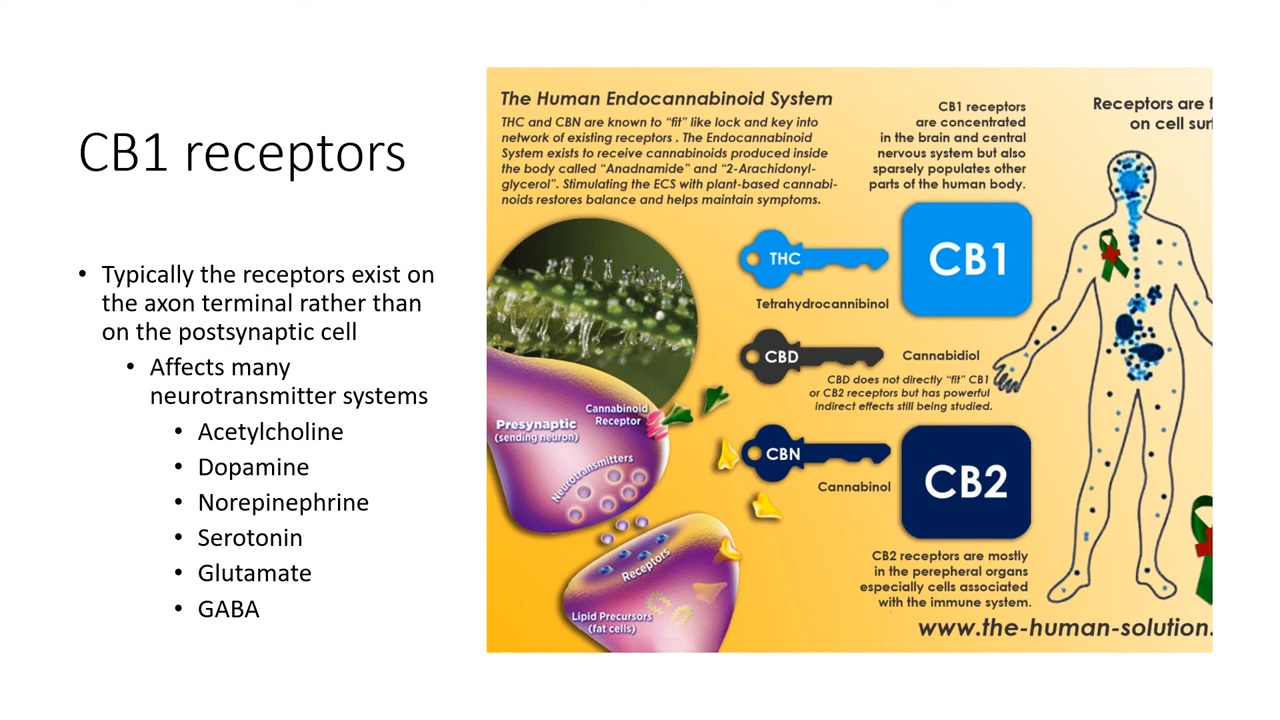 CB1 receptors
• Typically the receptors exist on
the axon terminal rather than
on the postsynaptic cell
• Affects many
neurotransmitter systems
• Acetylcholine
• Dopamine
• Norepinephrine
• Serotonin
• Glutamate
• GABA
The Human Endocannabinoid System
THC and CBN are known to “fit” like lock and key into
network of existing receptors . The Endocannabinoid
System exists to receive cannabinoids produced inside
the body called “Anadnamide” and “2-Arachidonyl-
glycerol”. Stimulating the ECS with plant-based cannabi-
noids restores balance and helps maintain symptoms.
CB1 receptors
are concentrated
in the brain and central
nervous system but also
sparsely populates other
parts of the human body.
Receptors are f
on cell sur
THC
Tetrahydrocannibinol
CB1
CBD
Cannabidiol
CBD does not directly “fit” CB1
or CB2 receptors but has powerful
indirect effects still being studied.
CBN
Cannabinol
CB2
CB2 receptors are mostly
in the perepheral organs
especially cells associated
with the immune system.
Cannabinoid
Receptor
Presynaptic
(sending neuron)
Neurotransmitters
Receptors
Lipid Precursors
(fat cells)
www.the-human-solution.